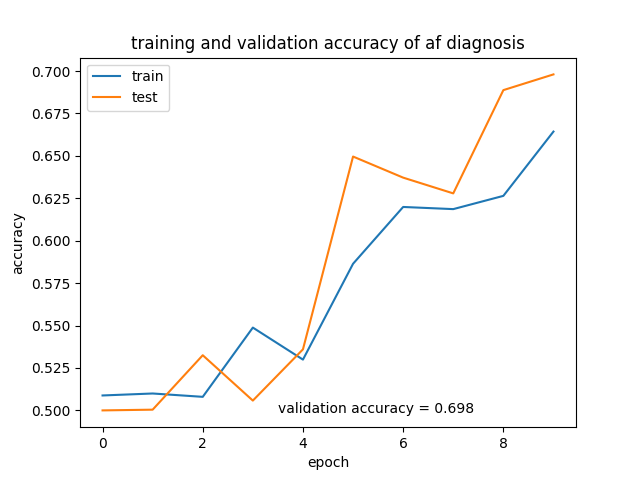 training and validation accuracy of af diagnosis
train
test
0.700
0.675
0.650
0.625
0.600
0.575
0.550
0.525
0.500
accuracy
validation accuracy = 0.698
0 2 4 6 8
epoch